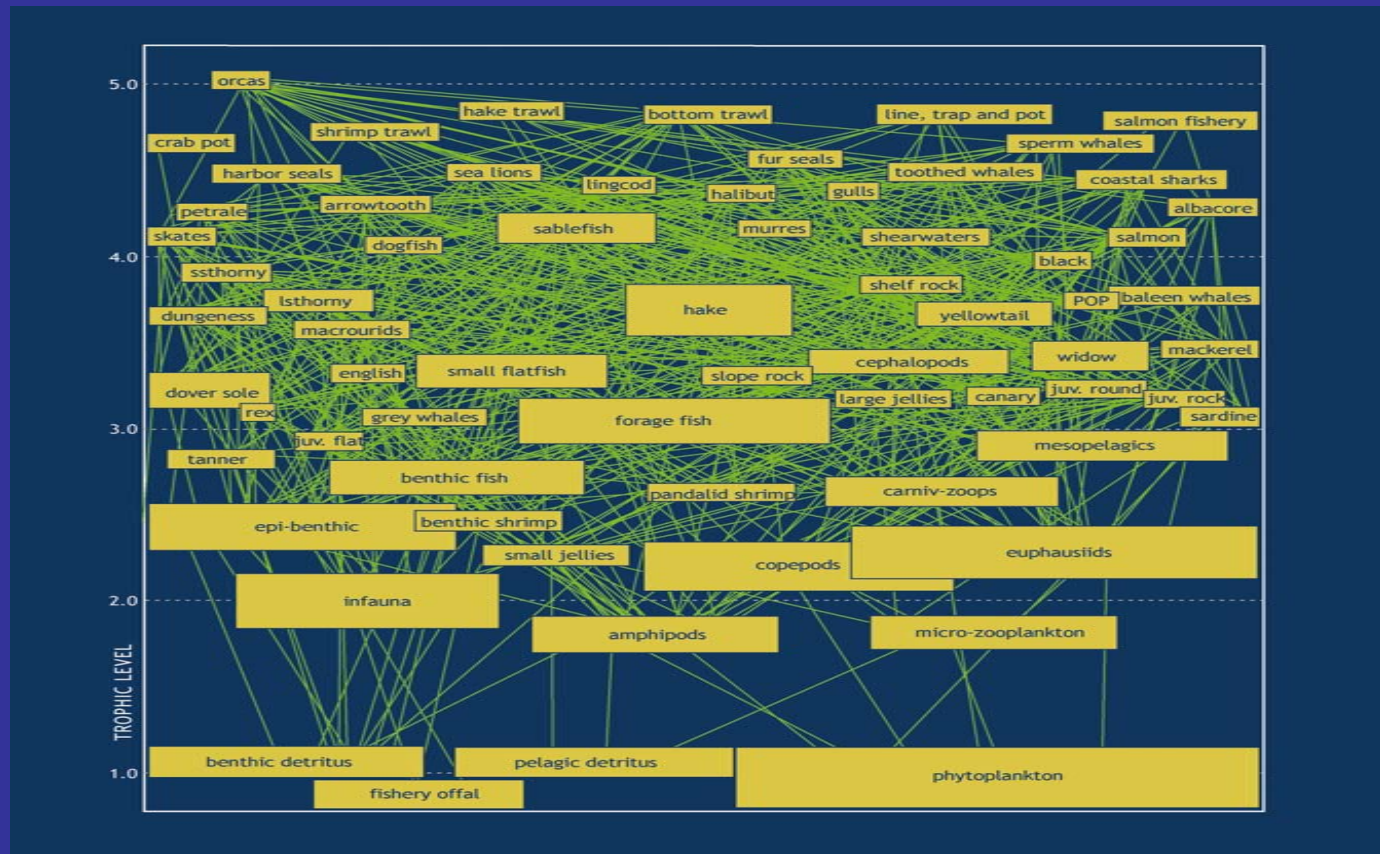 5.0
orcas
hake trawl
bottom trawl
line, trap and pot
salmon fishery
crab pot
shrimp trawl
sperm whales
fur seals
harbor seals
sea lions
lingcod
halibut
gulls
toothed whales
coastal sharks
petrale
arrowtooth
albacore
skates
dogfish
sablefish
murres
shearwaters
salmon
4.0
black
ssthorny
lsthorny
shelf rock
POP
baleen whales
dungeness
macrourids
hake
yellowtail
mackerel
english
small flatfish
slope rock
cephalopods
widow
dover sole
rex
grey whales
large jellies
canary
juv. round
juv. rock
sardine
3.0
juv. flat
forage fish
mesopelagics
tanner
benthic fish
pandalid shrimp
carniv-zoops
epi-benthic
benthic shrimp
small jellies
copepods
euphausiids
2.0
infauna
amphipods
micro-zooplankton
TROPHIC LEVEL
1.0
benthic detritus
pelagic detritus
phytoplankton
fishery offal